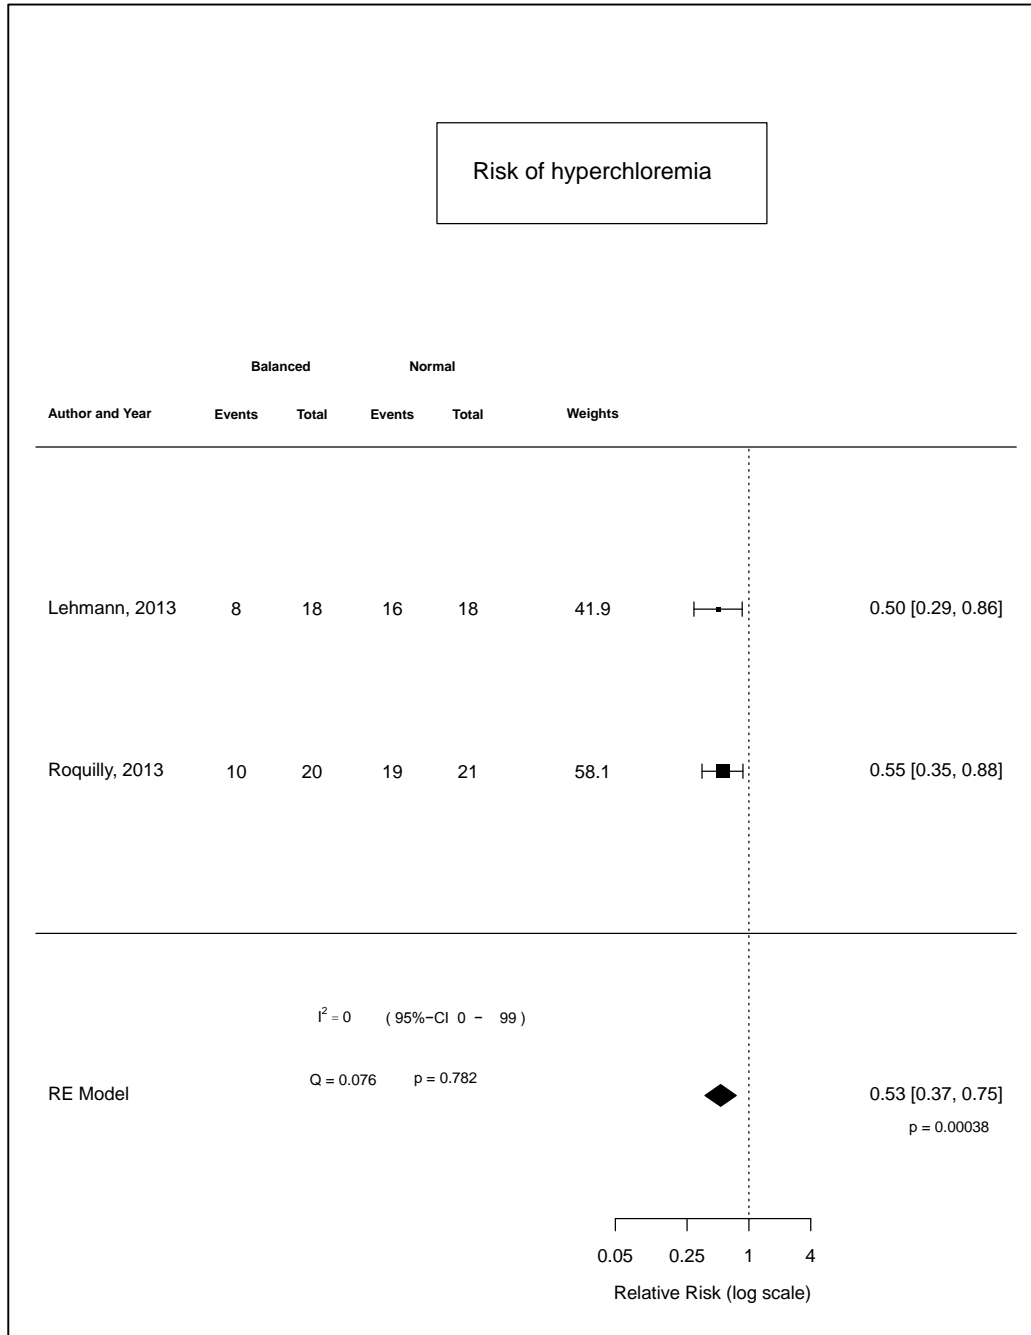 Risk of hyperchloremia
Balanced Normal
Author and Year Events Total Events Total Weights
Lehmann, 2013 8 18 16 18 41.9 0.50 [0.29, 0.86]
Roquilly, 2013 10 20 19 21 58.1 0.55 [0.35, 0.88]
I² = 0 ( 95%−CI 0 − 99 )
Q = 0.076 p = 0.782
RE Model 0.53 [0.37, 0.75]
p = 0.00038
0.05 0.25 1 4
Relative Risk (log scale)